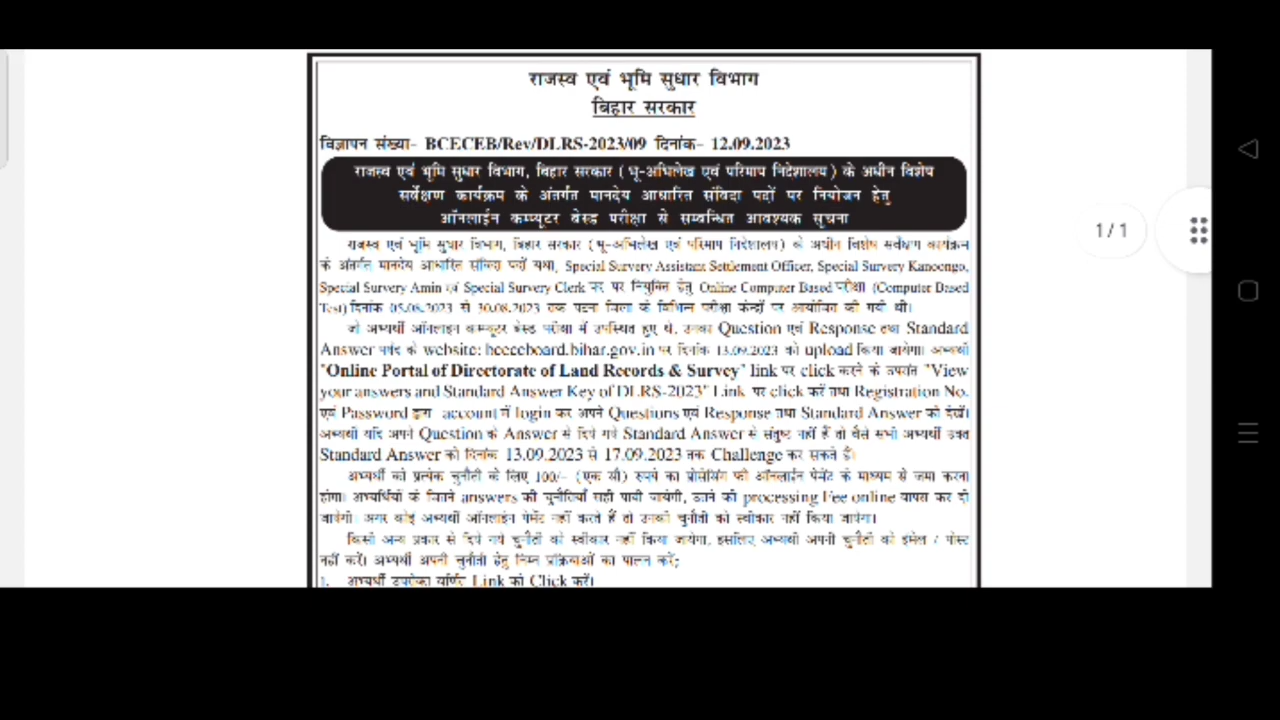 राजस्व एवं भूमि सुधार विभाग
बिहार सरकार
विज्ञापन संख्या- BCECEB/Rev/DLRS-2023/09 दिनांक- 12.09.2023
राजस्व एवं भूमि सुधार विभाग, बिहार सरकार (भू-अभिलेख एवं परिमाप निदेशालय) के अधीन विशेष
सर्वेक्षण कार्यक्रम के अंतर्गत मानदेय आधारित संविदा पदों पर नियोजन हेतु
ऑनलाईन कम्प्यूटर बेस्ड परीक्षा से सम्बन्धित आवश्यक सूचना
राजस्व एवं भूमि सुधार विभाग, बिहार सरकार (भू-अभिलेख एवं परिमाप निदेशालय) के अधीन विशेष सर्वेक्षण कार्यक्रम
के अंतर्गत मानदेय आधारित संविदा पदों यथा, Special Survery Assistant Settlement Officer, Special Survery Kanoongo,
Special Survery Amin एवं Special Survery Clerk पद पर नियुक्ति हेतु Online Computer Based परीक्षा (Computer Based
Test) दिनांक 05.08.2023 से 30.08.2023 तक पटना जिला के विभिन्न परीक्षा केन्द्रों पर आयोजित की गयी थी।
जो अभ्यर्थी ऑनलाइन कम्प्यूटर बेस्ड परीक्षा में उपस्थित हुए थे, उनका Question एवं Response तथा Standard
Answer पर्षद के website: bceceboard.bihar.gov.in पर दिनांक 13.09.2023 को upload किया जायेगा। अभ्यर्थी
"Online Portal of Directorate of Land Records & Survey" link पर click करने के उपरांत "View
your answers and Standard Answer Key of DLRS-2023" Link पर click करें तथा Registration No.
एवं Password द्वारा account में login कर अपने Questions एवं Response तथा Standard Answer को देखें।
अभ्यर्थी यदि अपने Question के Answer से दिये गये Standard Answer से संतुष्ट नहीं हैं तो वैसे सभी अभ्यर्थी उक्त
Standard Answer को दिनांक 13.09.2023 से 17.09.2023 तक Challenge कर सकते हैं।
अभ्यर्थी को प्रत्येक चुनौती के लिए 100/- (एक सौ) रुपये का प्रोसेसिंग फी ऑनलाईन पेमेंट के माध्यम से जमा करना
होगा। अभ्यर्थियों के जितने answers की चुनौतियाँ सही पायी जायेंगी, उतने की processing Fee online वापस कर दी
जायेगी। अगर कोई अभ्यर्थी ऑनलाईन पेमेंट नहीं करते हैं तो उनकी चुनौती को स्वीकार नहीं किया जायेगा।
किसी अन्य प्रकार से दिये गये चुनौती को स्वीकार नहीं किया जायेगा, इसलिए अभ्यर्थी अपनी चुनौती को ईमेल / पोस्ट
नहीं करें। अभ्यर्थी अपनी चुनौती हेतु निम्न प्रक्रियाओं का पालन करें;
1. अभ्यर्थी उपरोक्त वर्णित Link को Click करें।
1/1